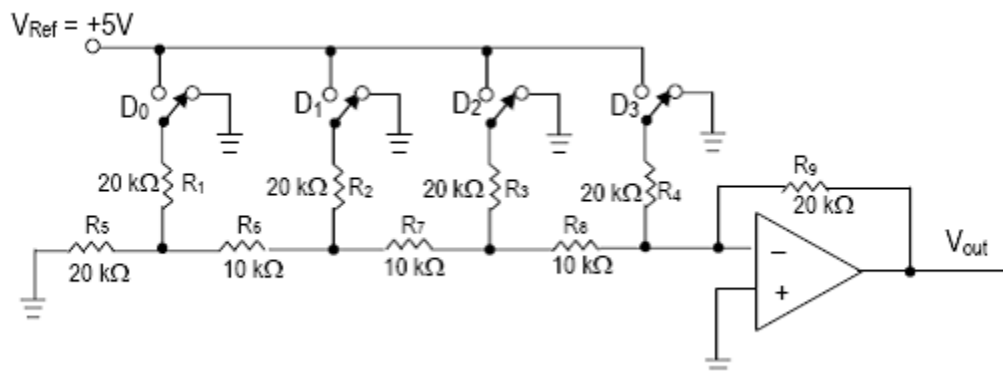 VRef = +5V
D0
D1
D2
D3
20 kΩ R1
20 kΩ R2
20 kΩ R3
20 kΩ R4
R9
20 kΩ
R5
20 kΩ
R6
10 kΩ
R7
10 kΩ
R8
10 kΩ
−
+
Vout